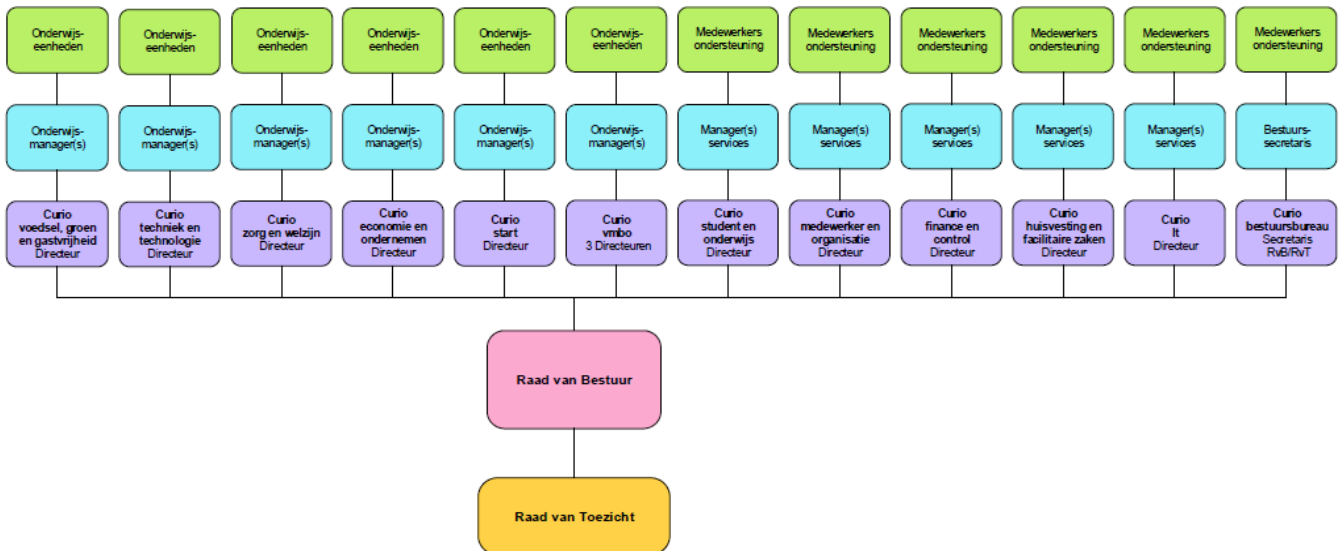 Onderwijs-
eenheden
Onderwijs-
eenheden
Onderwijs-
eenheden
Onderwijs-
eenheden
Onderwijs-
eenheden
Onderwijs-
eenheden
Medewerkers
ondersteuning
Medewerkers
ondersteuning
Medewerkers
ondersteuning
Medewerkers
ondersteuning
Medewerkers
ondersteuning
Medewerkers
ondersteuning
Onderwijs-
manager(s)
Onderwijs-
manager(s)
Onderwijs-
manager(s)
Onderwijs-
manager(s)
Onderwijs-
manager(s)
Onderwijs-
manager(s)
Manager(s)
services
Manager(s)
services
Manager(s)
services
Manager(s)
services
Manager(s)
services
Bestuurs-
secretaris
Curio
voedsel, groen
en gastvrijheid
Directeur
Curio
techniek en
technologie
Directeur
Curio
zorg en welzijn
Directeur
Curio
economie en
ondernemen
Directeur
Curio
start
Directeur
Curio
vmbo
3 Directeuren
Curio
student en
onderwijs
Directeur
Curio
medewerker en
organisatie
Directeur
Curio
finance en
control
Directeur
Curio
huisvesting en
facilitaire zaken
Directeur
Curio
It
Directeur
Curio
bestuursbureau
Secretaris
RvB/RvT
Raad van Bestuur
Raad van Toezicht